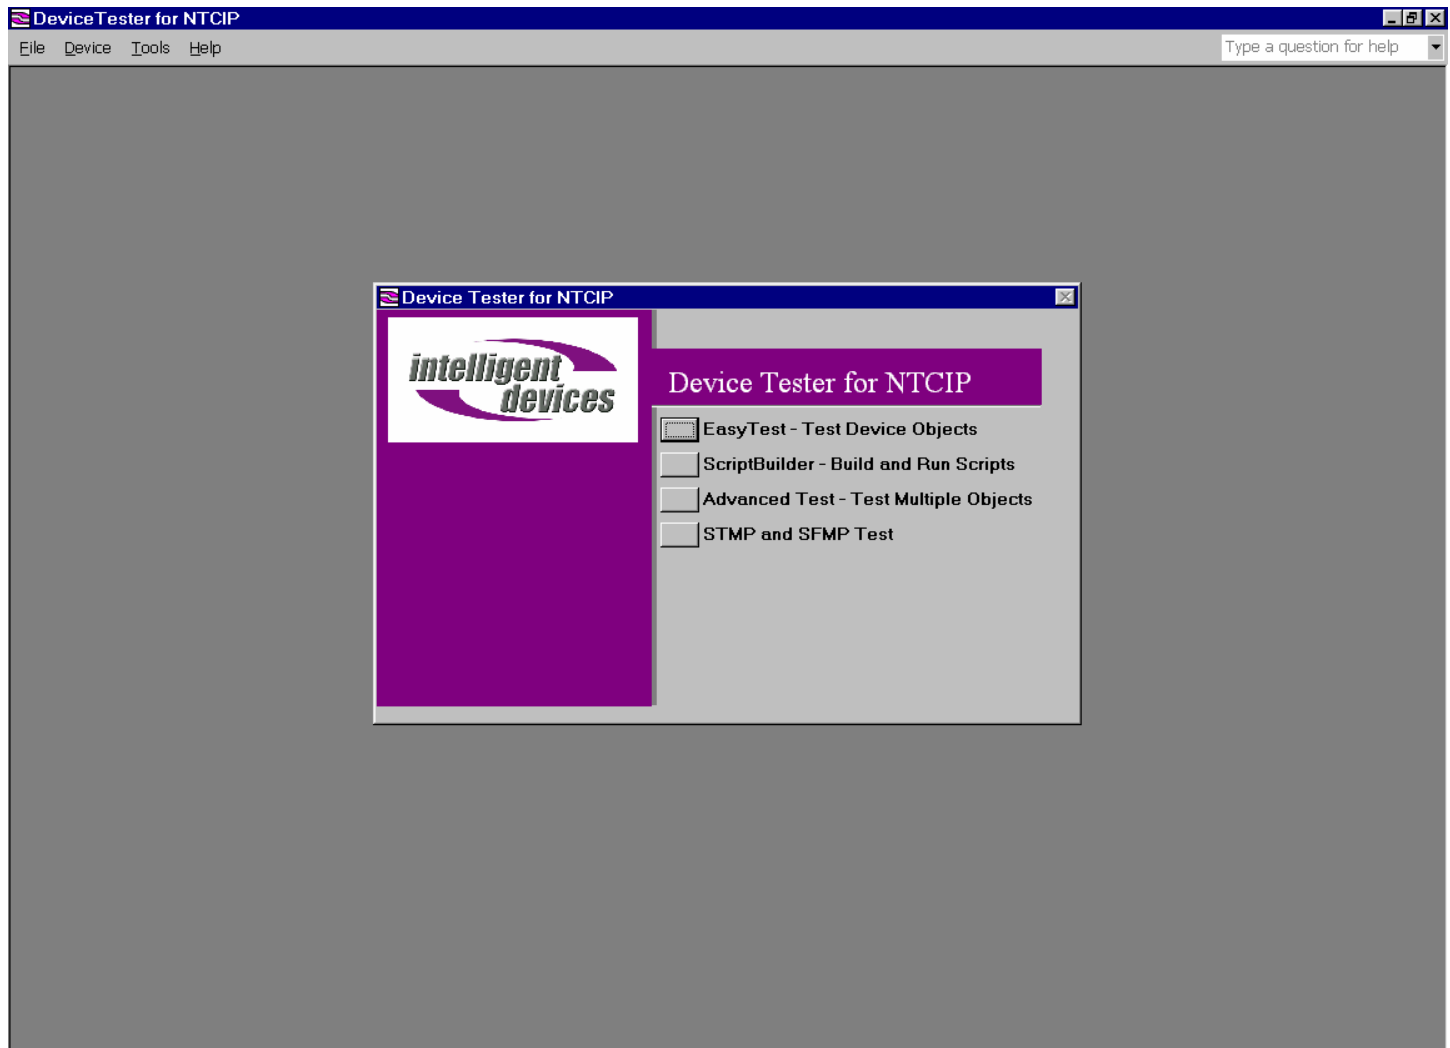 DeviceTester for NTCIP
File Device Tools Help
Type a question for help
Device Tester for NTCIP
intelligent
devices
Device Tester for NTCIP
EasyTest - Test Device Objects
ScriptBuilder - Build and Run Scripts
Advanced Test - Test Multiple Objects
STMP and SFMP Test